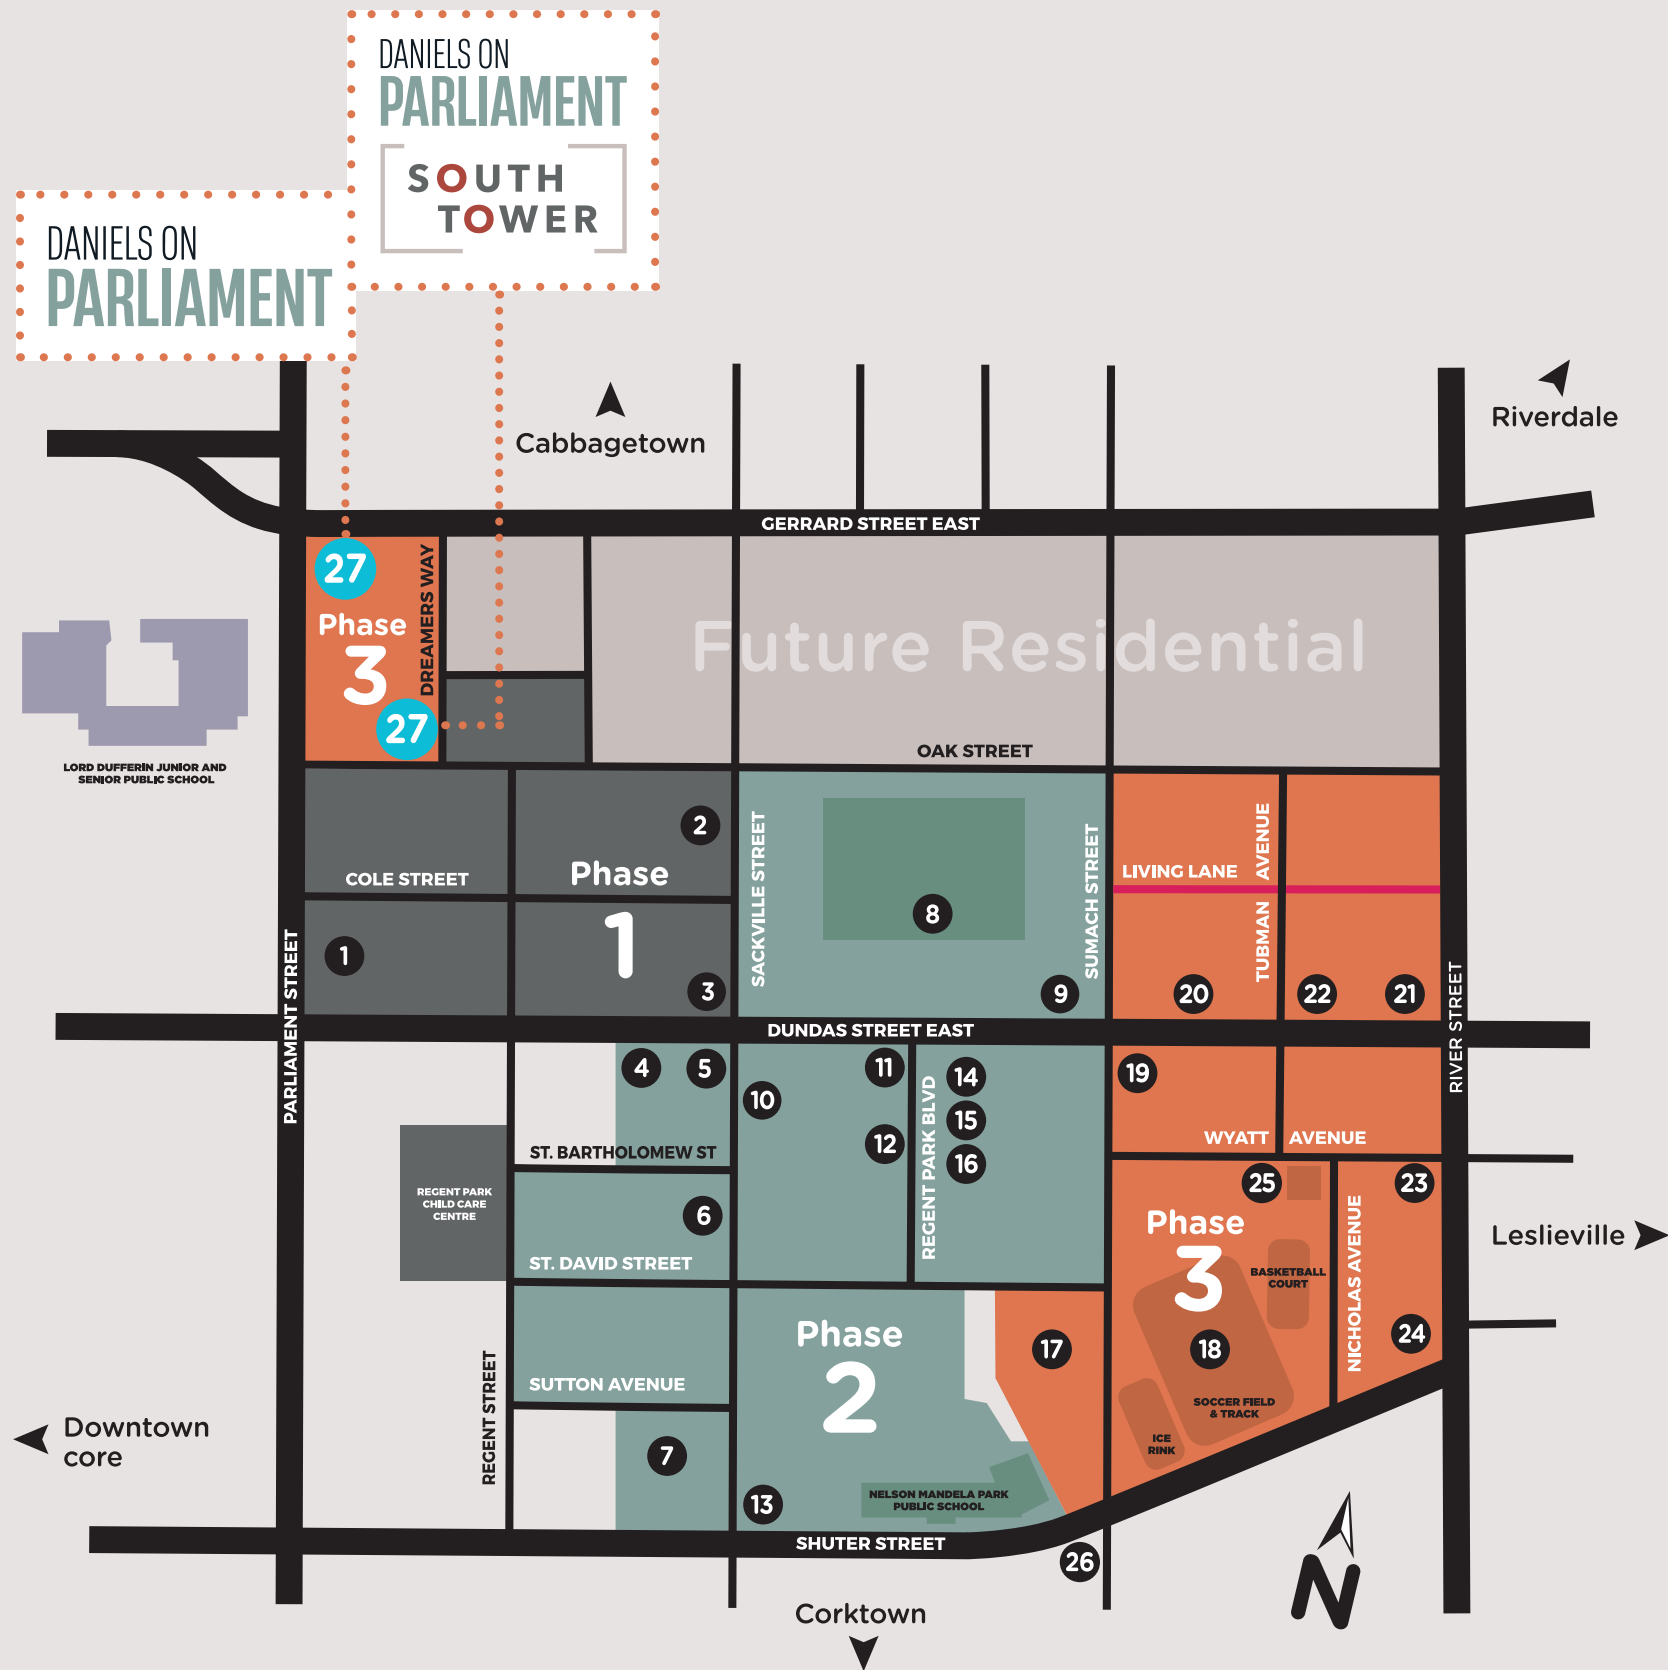 DANIELS ON
PARLIAMENT
SOUTH
TOWER
DANIELS ON
PARLIAMENT
Riverdale
Cabbagetown
GERRARD STREET EAST
27
Phase
3
27
DREAMERS WAY
Future Residential
OAK STREET
LORD DUFFERIN JUNIOR AND
SENIOR PUBLIC SCHOOL
2
Phase
1
COLE STREET
1
3
SACKVILLE STREET
8
9
SUMACH STREET
LIVING LANE
TUBMAN AVENUE
20
22
21
PARLIAMENT STREET
DUNDAS STREET EAST
RIVER STREET
4
5
10
11
12
REGENT PARK BLVD
14
15
16
19
WYATT AVENUE
ST. BARTHOLOMEW ST
REGENT PARK
CHILD CARE
CENTRE
6
ST. DAVID STREET
25
23
Phase
3
BASKETBALL
COURT
NICHOLAS AVENUE
Leslieville
24
Phase
2
17
18
SOCCER FIELD
& TRACK
ICE
RINK
REGENT STREET
SUTTON AVENUE
Downtown
core
7
13
NELSON MANDELA PARK
PUBLIC SCHOOL
SHUTER STREET
26
N
Corktown